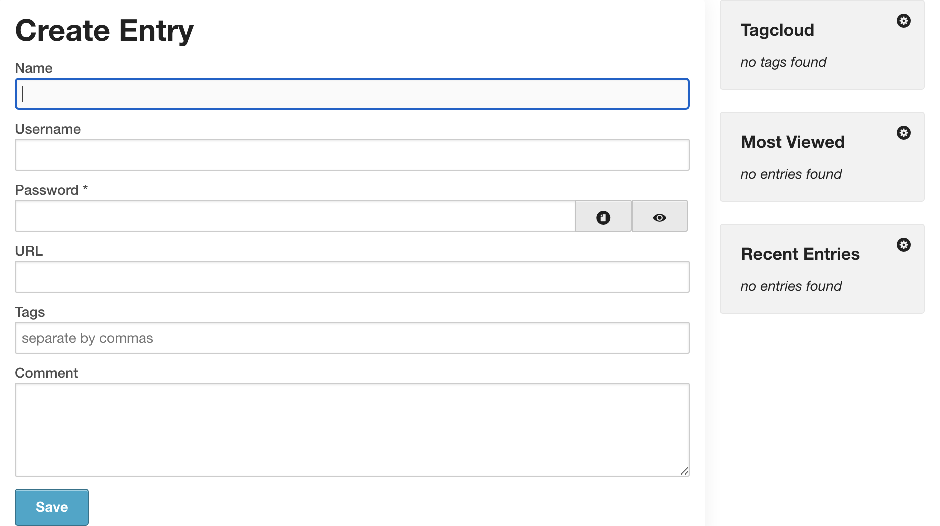 Create Entry
Name
Username
Password *
URL
Tags
separate by commas
Comment
Save
Tagcloud
no tags found
Most Viewed
no entries found
Recent Entries
no entries found